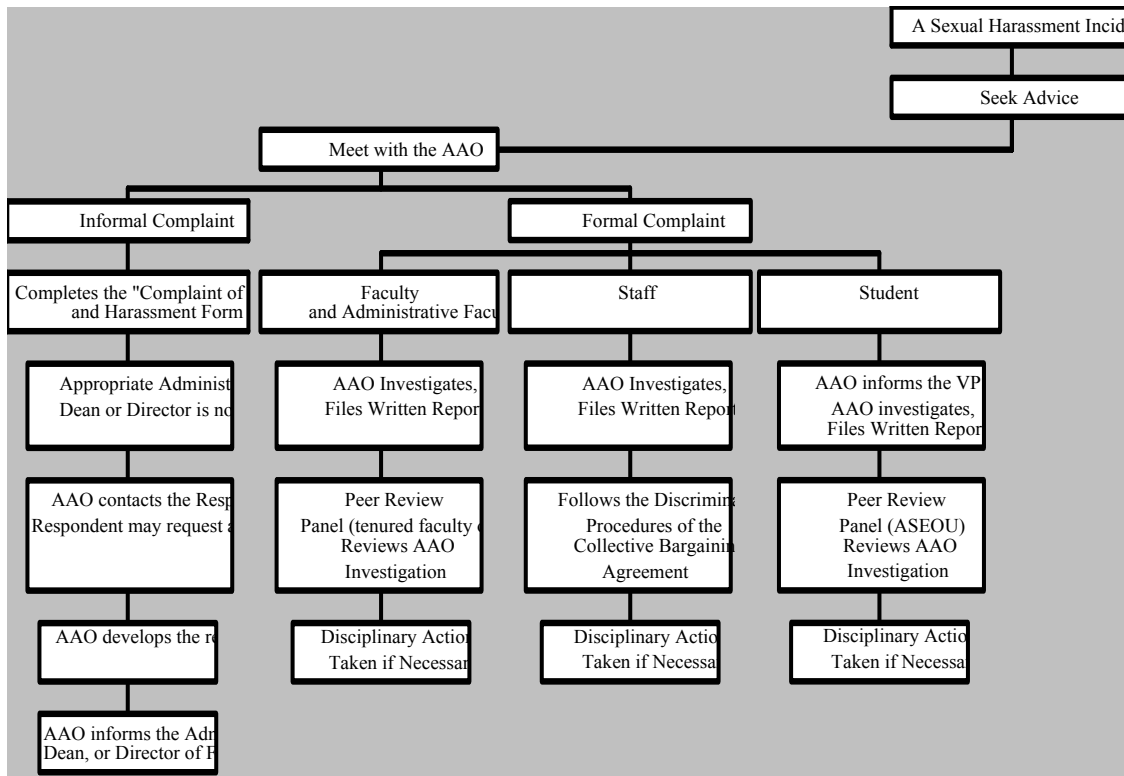 A Sexual Harassment Incid
Seek Advice
Meet with the AAO
Informal Complaint
Formal Complaint
Completes the "Complaint of
and Harassment Form
Faculty
and Administrative Facu
Staff
Student
Appropriate Administ
Dean or Director is no
AAO Investigates,
Files Written Report
AAO Investigates,
Files Written Report
AAO informs the VP
AAO investigates,
Files Written Repor
AAO contacts the Resp
Respondent may request a
Peer Review
Panel (tenured faculty
Reviews AAO
Investigation
Follows the Discrimina
Procedures of the
Collective Bargainin
Agreement
Peer Review
Panel (ASEOU)
Reviews AAO
Investigation
AAO develops the re
Disciplinary Actio
Taken if Necessar
Disciplinary Actio
Taken if Necessa
Disciplinary Actio
Taken if Necessa
AAO informs the Adm
Dean, or Director of F